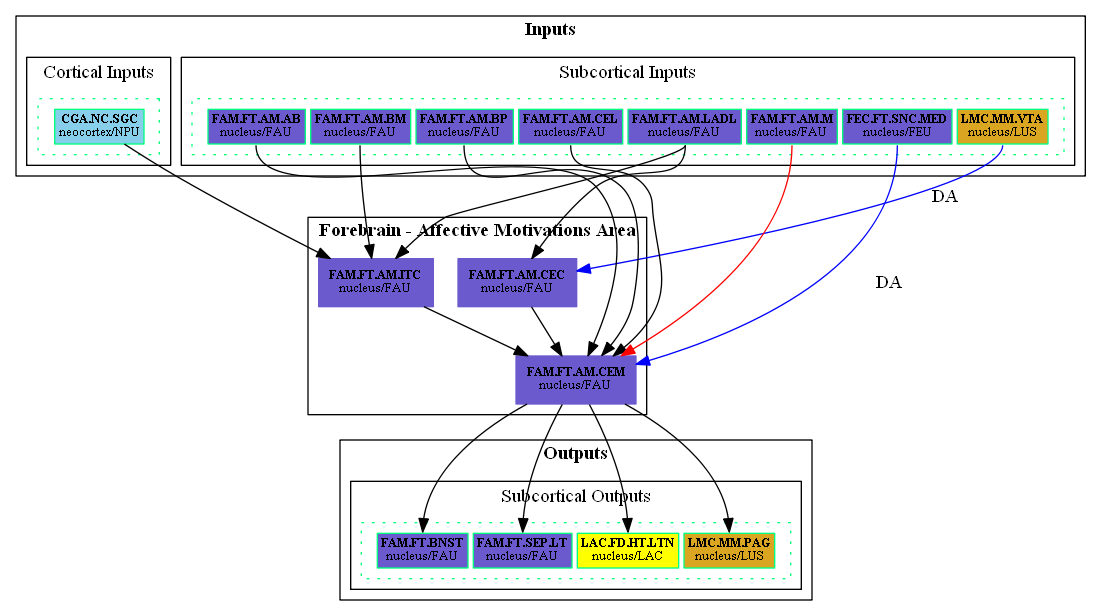 Inputs
Cortical Inputs
Subcortical Inputs
CGA.NC.SGC
neocortex/NPU
FAM.FT.AM.AB
nucleus/FAU
FAM.FT.AM.BM
nucleus/FAU
FAM.FT.AM.BP
nucleus/FAU
FAM.FT.AM.CEL
nucleus/FAU
FAM.FT.AM.LADL
nucleus/FAU
FAM.FT.AM.M
nucleus/FAU
FEC.FT.SNC.MED
nucleus/FEU
LMC.MM.VTA
nucleus/LUS
DA
Forebrain - Affective Motivations Area
FAM.FT.AM.ITC
nucleus/FAU
FAM.FT.AM.CEC
nucleus/FAU
DA
FAM.FT.AM.CEM
nucleus/FAU
Outputs
Subcortical Outputs
FAM.FT.BNST
nucleus/FAU
FAM.FT.SEP.LT
nucleus/FAU
LAC.FD.HT.LTN
nucleus/LAC
LMC.MM.PAG
nucleus/LUS